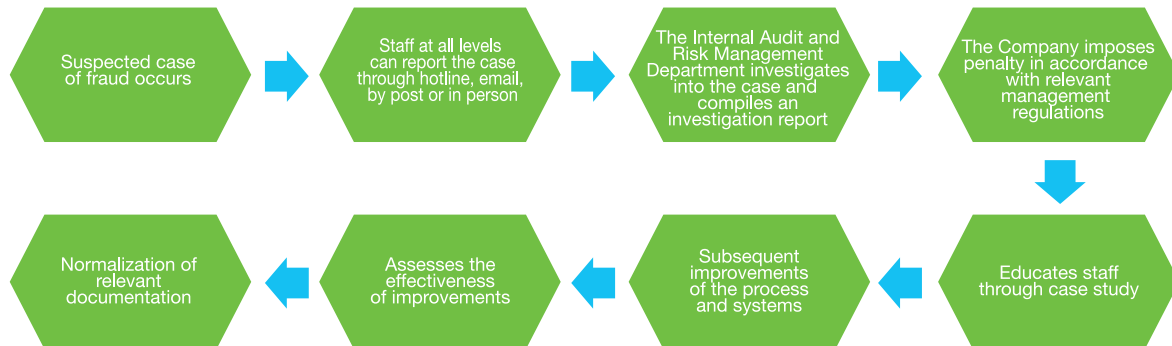 Suspected case
of fraud occurs
Staff at all levels
can report the case
through hotline, email,
by post or in person
The Internal Audit and
Risk Management
Department investigates
into the case and
compiles an
investigation report
The Company imposes
penalty in accordance
with relevant
management
regulations
Educates staff
through case study
Subsequent
improvements
of the process
and systems
Assesses the
effectiveness
of improvements
Normalization of
relevant
documentation